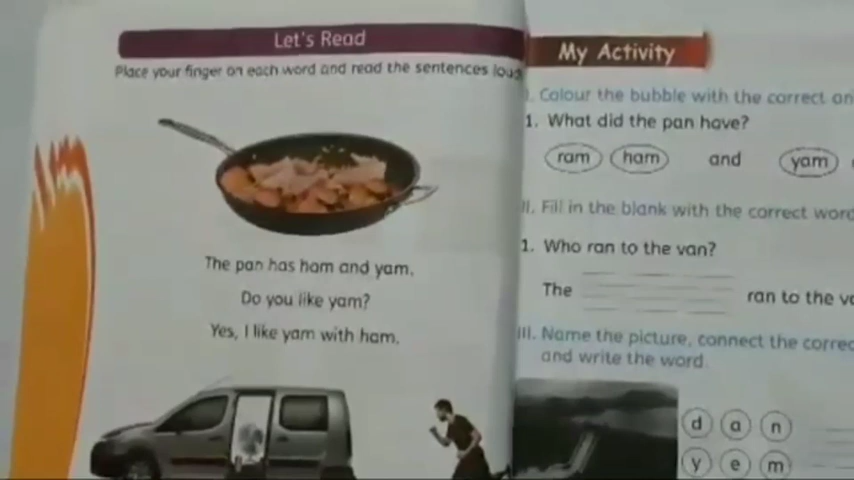 Let's Read
Place your finger on each word and read the sentences
The pan has ham and yam.
Do you like yam?
Yes, I like yam with ham.
My Activity
Colour the bubble with the correct
1. What did the pan have?
ram ham and yam
II. Fill in the blank with the correct word
1. Who ran to the van?
The ran to the
III. Name the picture, connect the
and write the word.
d a n
y e m